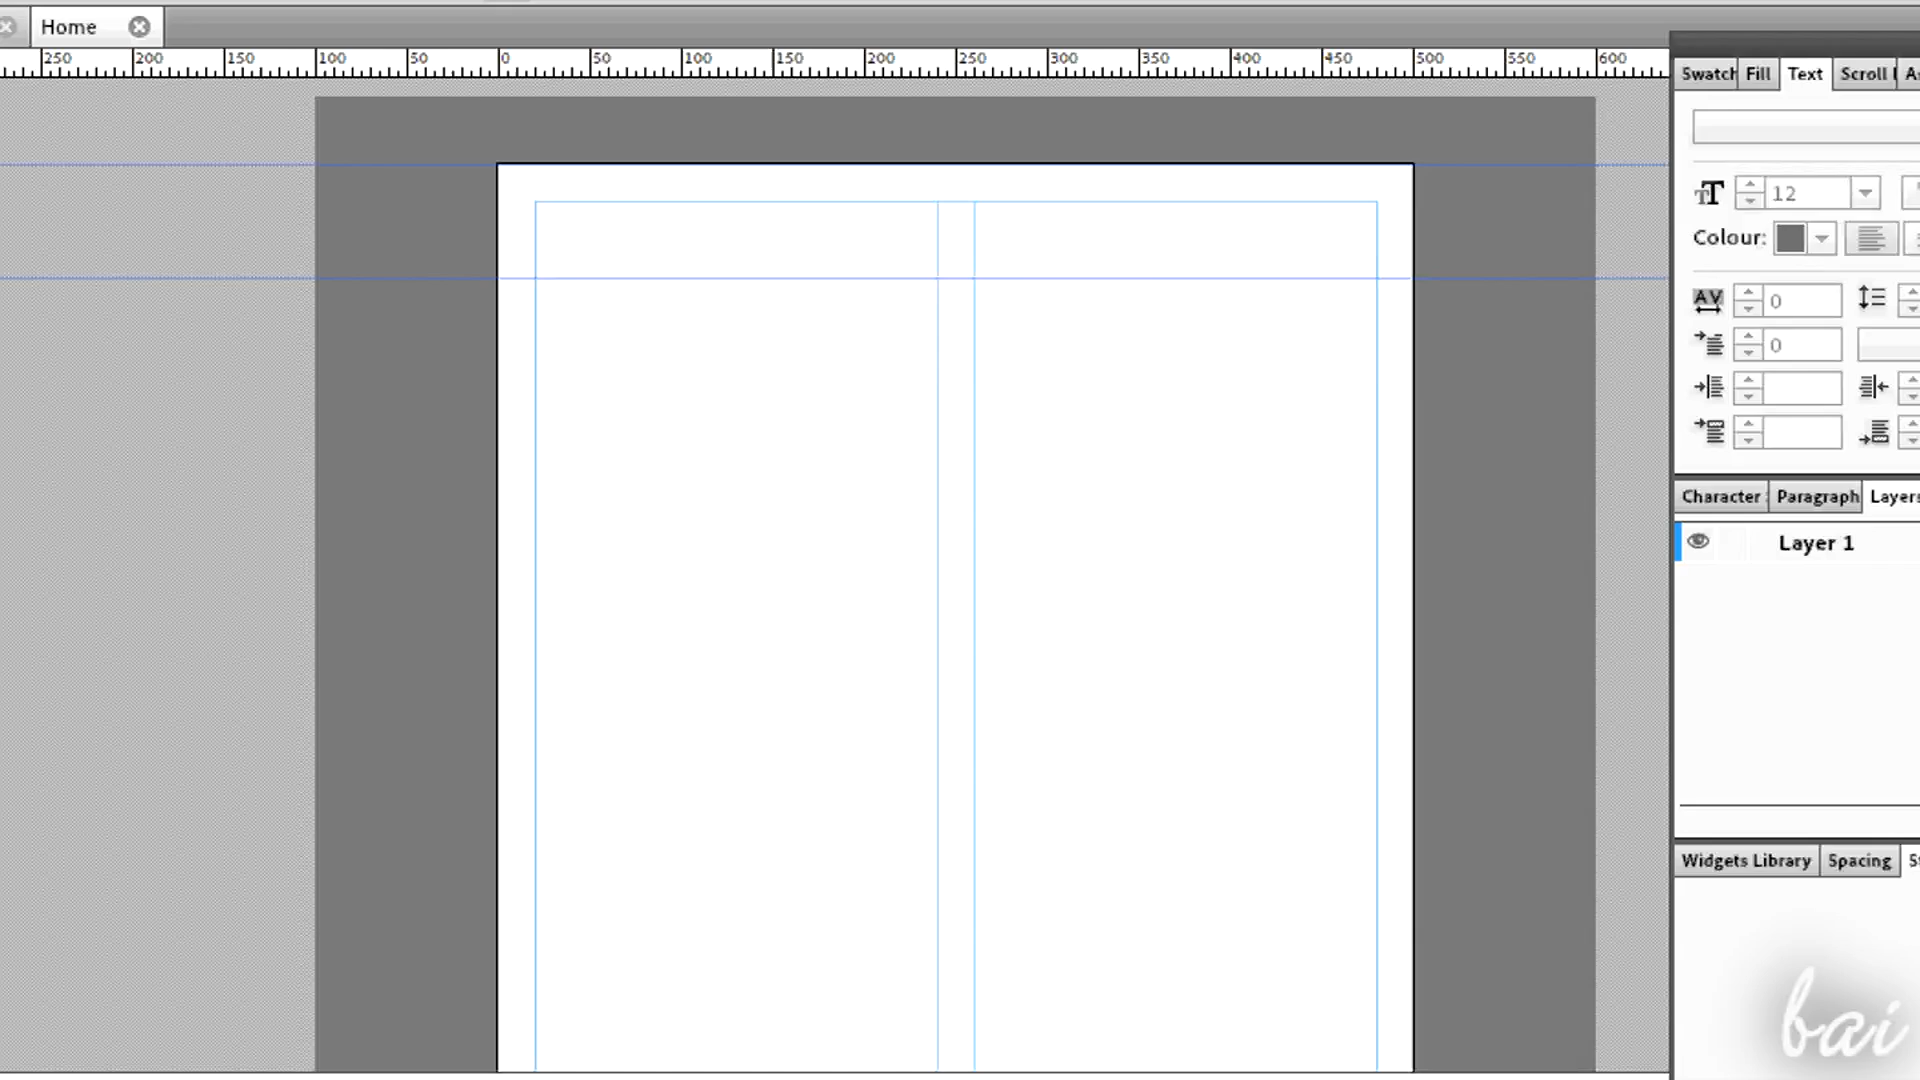 Home
250 200 150 100 50 0 50 100 150 200 250 300 350 400 450 500 550 600
Swatch Fill Text Scroll
12
Colour:
0
0
Character Paragraph Layers
Layer 1
Widgets Library Spacing
bai